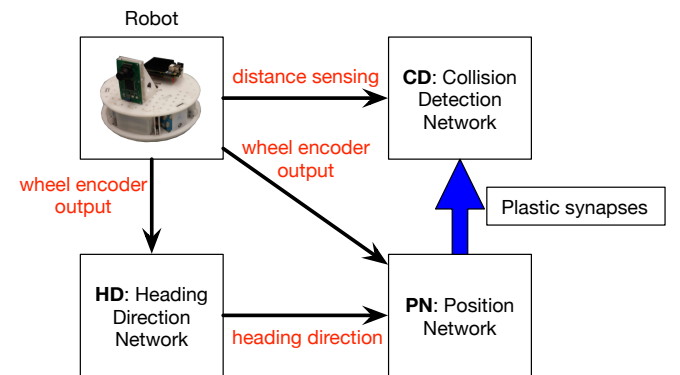 Robot
distance sensing
CD: Collision
Detection
Network
wheel encoder
output
wheel encoder
output
Plastic synapses
HD: Heading
Direction
Network
heading direction
PN: Position
Network